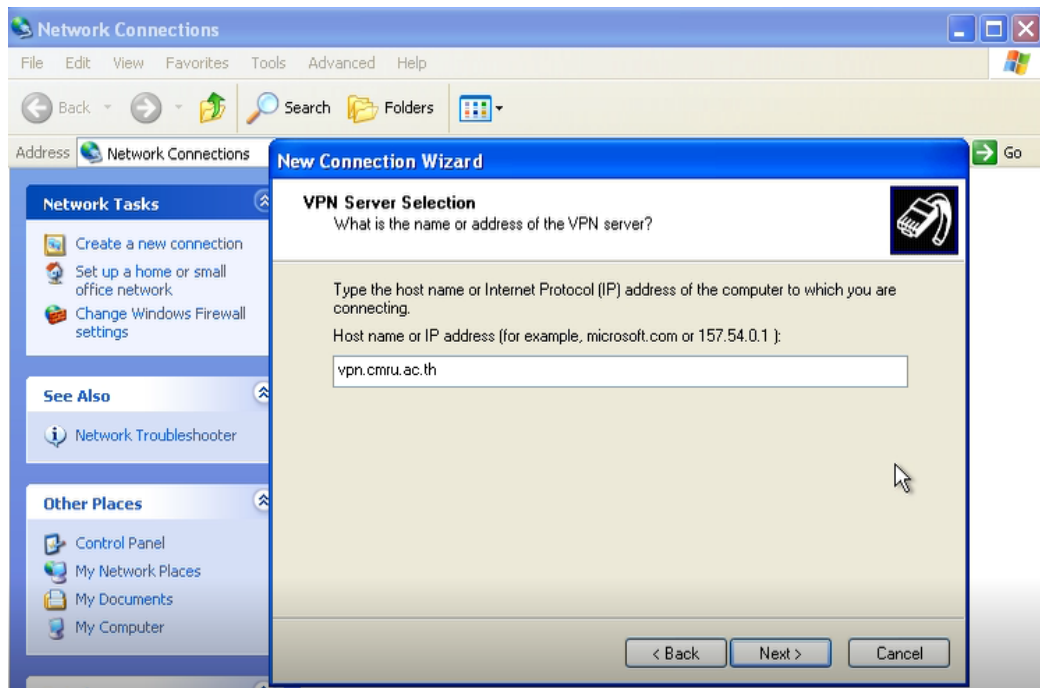 Network Connections
File Edit View Favorites Tools Advanced Help
Back Search Folders
Address Network Connections Go
Network Tasks
Create a new connection
Set up a home or small
office network
Change Windows Firewall
settings
See Also
Network Troubleshooter
Other Places
Control Panel
My Network Places
My Documents
My Computer
New Connection Wizard
VPN Server Selection
What is the name or address of the VPN server?
Type the host name or Internet Protocol (IP) address of the computer to which you are
connecting.
Host name or IP address (for example, microsoft.com or 157.54.0.1 ):
vpn.cmru.ac.th
< Back Next > Cancel